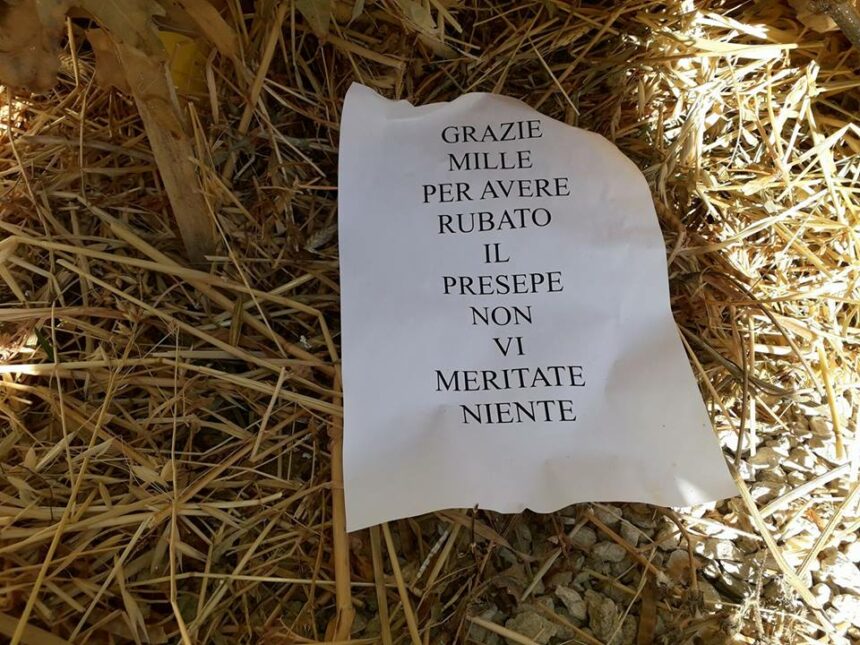 GRAZIE
MILLE
PER AVERE
RUBATO
IL
PRESEPE
NON
VI
MERITATE
NIENTE